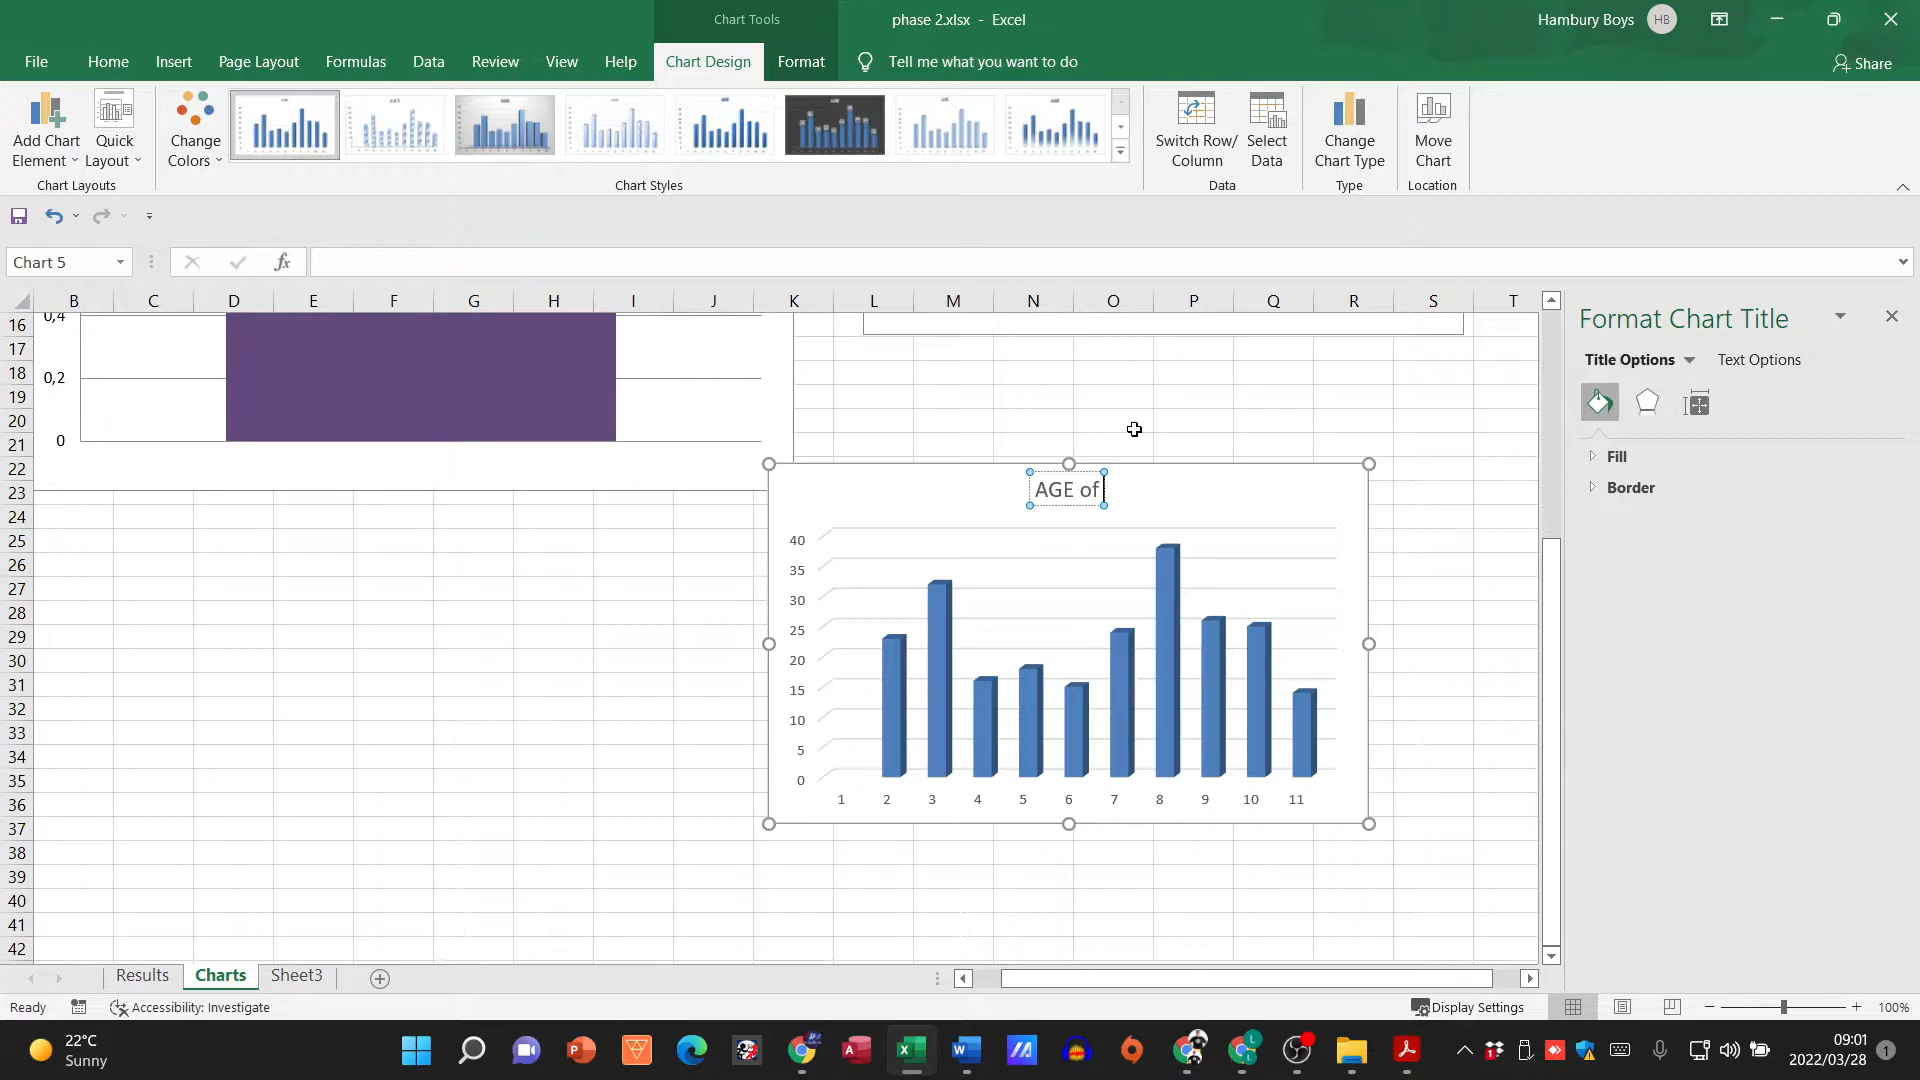 Chart Tools
phase 2.xlsx - Excel
Hambury Boys
HB
File
Home
Insert
Page Layout
Formulas
Data
Review
View
Help
Chart Design
Format
Tell me what you want to do
Share
Add Chart Element
Quick Layout
Change Colors
Switch Row/ Column
Select Data
Change Chart Type
Move Chart
Chart Layouts
Chart Styles
Data
Type
Location
Chart 5
fx
B C D E F G H I J K L M N O P Q R S T
16
17
18
19
20
21
22
23
24
25
26
27
28
29
30
31
32
33
34
35
36
37
38
39
40
41
42
0,4
0,2
0
AGE of
40
35
30
25
20
15
10
5
0
1 2 3 4 5 6 7 8 9 10 11
Format Chart Title
Title Options
Text Options
Fill
Border
Results
Charts
Sheet3
Ready
Accessibility: Investigate
Display Settings
100%
22°C
Sunny
09:01
2022/03/28
1